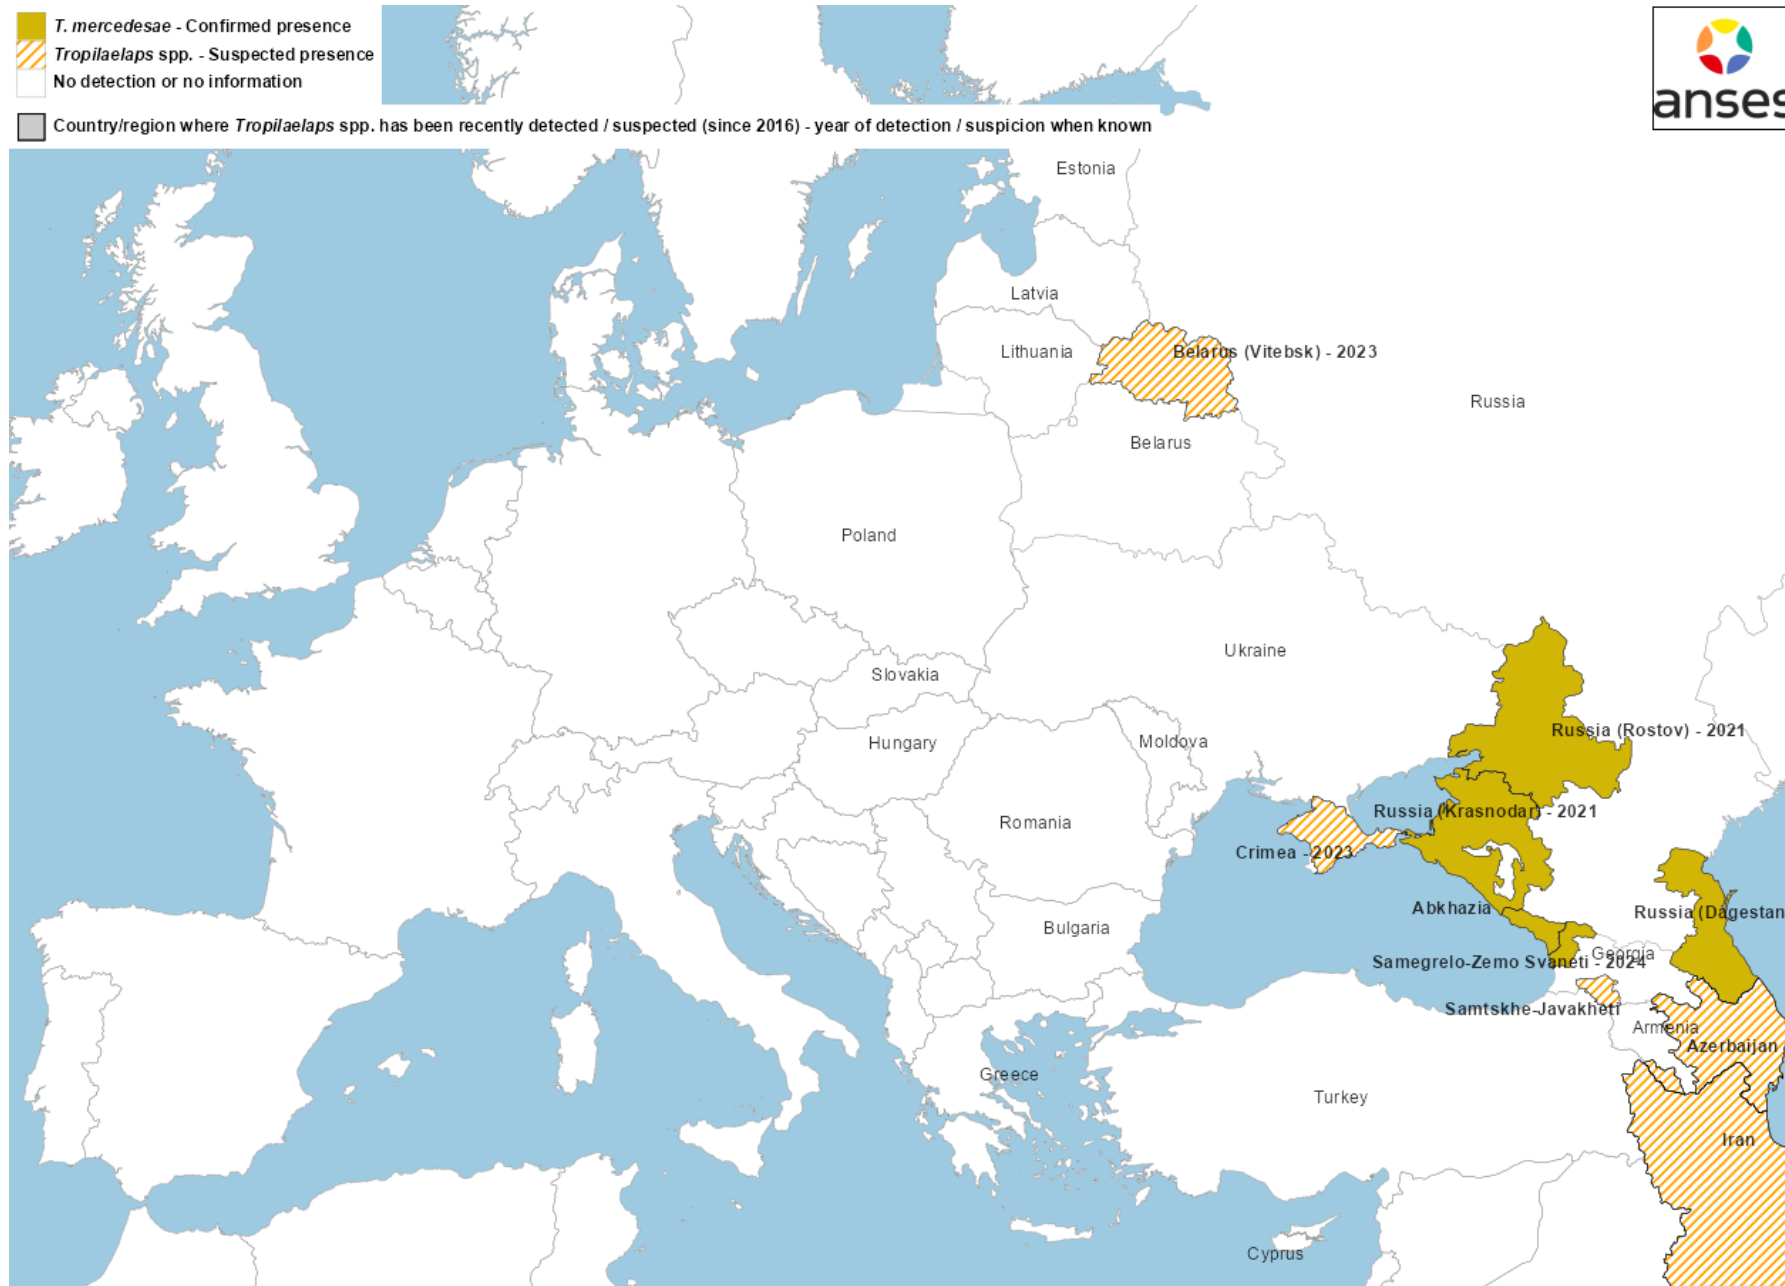 T. mercedesae - Confirmed presence
Tropilaelaps spp. - Suspected presence
No detection or no information
Country/region where Tropilaelaps spp. has been recently detected / suspected (since 2016) - year of detection / suspicion when known
anses
Estonia
Latvia
Lithuania
Belarus (Vitebsk) - 2023
Russia
Belarus
Poland
Ukraine
Slovakia
Hungary
Moldova
Russia (Rostov) - 2021
Romania
Russia (Krasnodar) - 2021
Crimea - 2023
Abkhazia
Russia (Dagestan
Bulgaria
Georgia
Samegrelo-Zemo Svaneti - 2024
Samtskhe-Javakheti
Armenia
Azerbaijan
Greece
Turkey
Iran
Cyprus